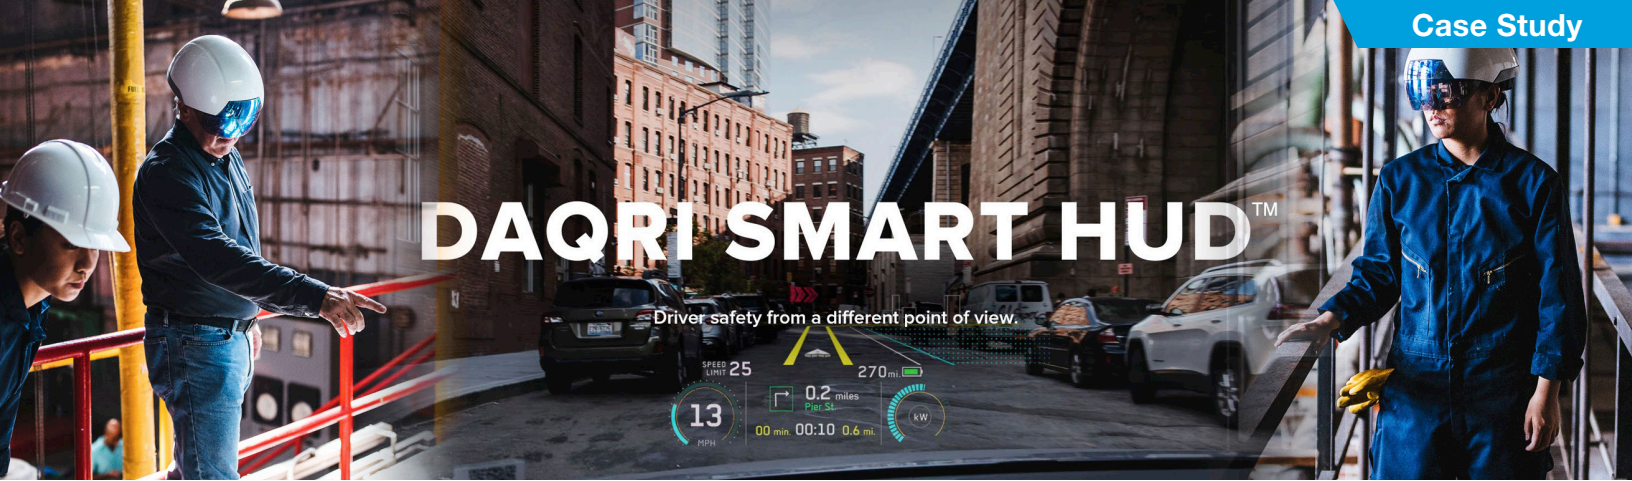 Case Study
DAQRI SMART HUD™
Driver safety from a different point of view.
SPEED LIMIT 25
270 mi.
13
MPH
0.2 miles
Pier St.
00 min. 00:10 0.6 mi.
kW